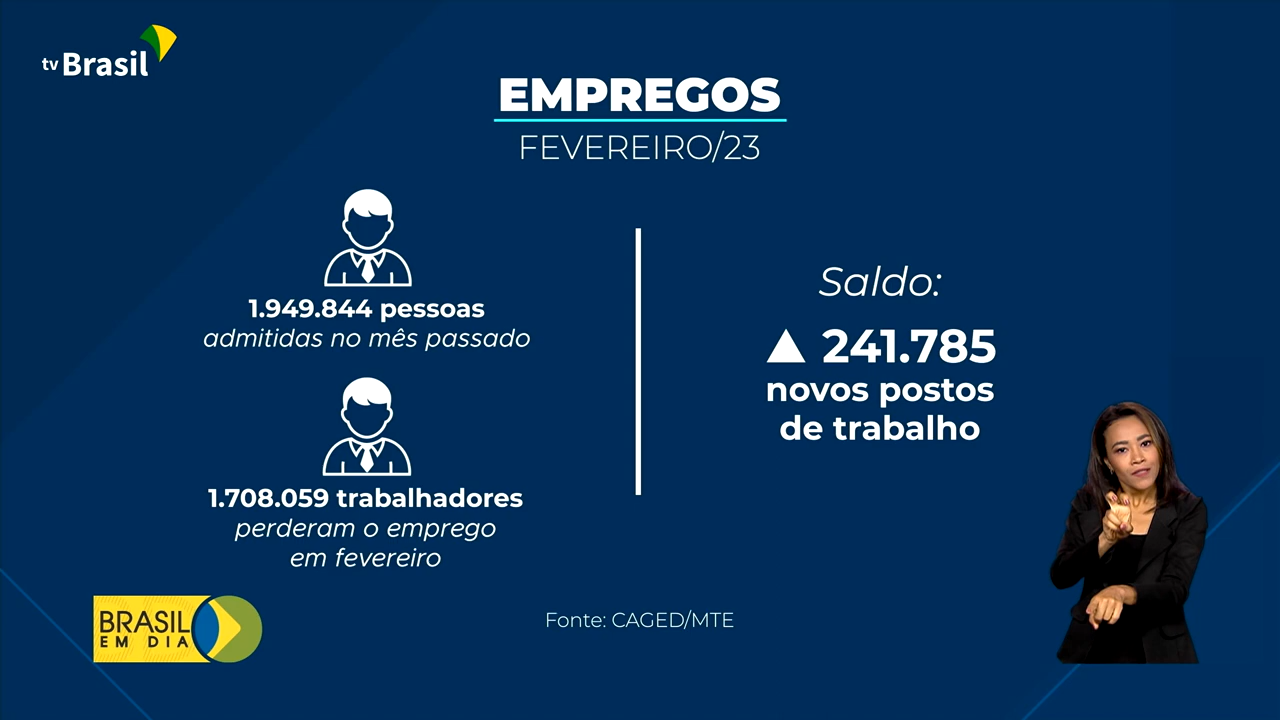 tv Brasil
EMPREGOS
FEVEREIRO/23
1.949.844 pessoas
admitidas no mês passado
1.708.059 trabalhadores
perderam o emprego
em fevereiro
Saldo:
▲ 241.785
novos postos
de trabalho
BRASIL
EM DIA
Fonte: CAGED/MTE